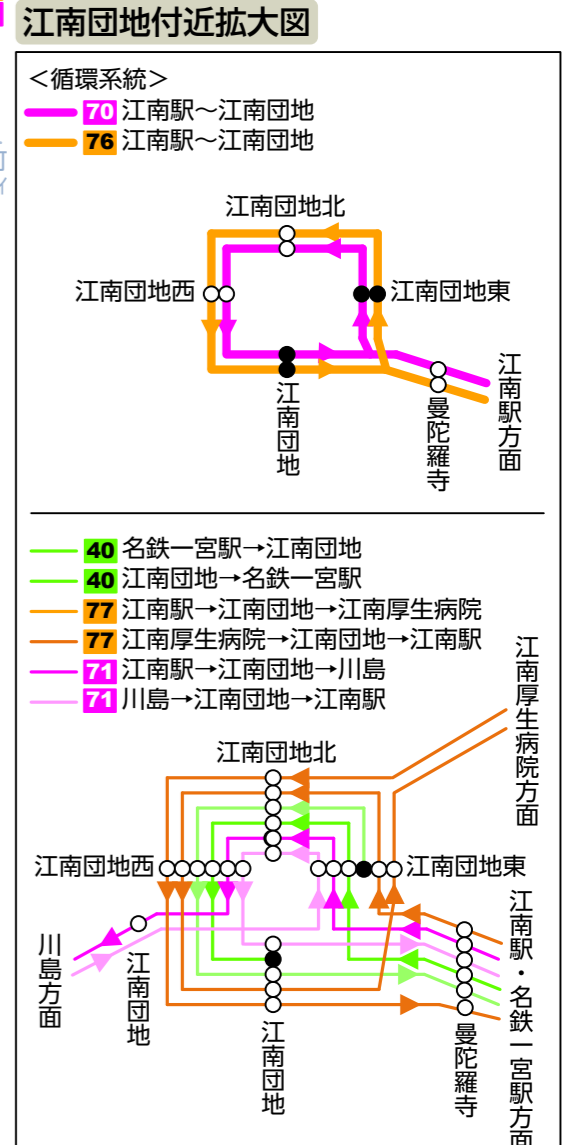 江南団地付近拡大図
＜循環系統＞
70 江南駅～江南団地
76 江南駅～江南団地
江南団地北
江南団地西
江南団地東
江南団地
曼陀羅寺
江南駅方面
40 名鉄一宮駅→江南団地
40 江南団地→名鉄一宮駅
77 江南駅→江南団地→江南厚生病院
77 江南厚生病院→江南団地→江南駅
71 江南駅→江南団地→川島
71 川島→江南団地→江南駅
江南厚生病院方面
江南団地北
江南団地西
江南団地東
川島方面
江南団地
江南団地
曼陀羅寺
江南駅・名鉄一宮駅方面